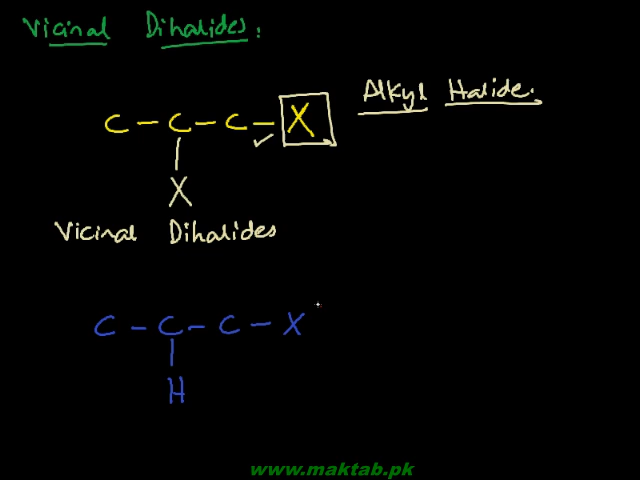 Vicinal Dihalides:
Alkyl Halide.
C - C - C - X
X
Vicinal Dihalides
C - C - C - X
H
www.maktab.pk